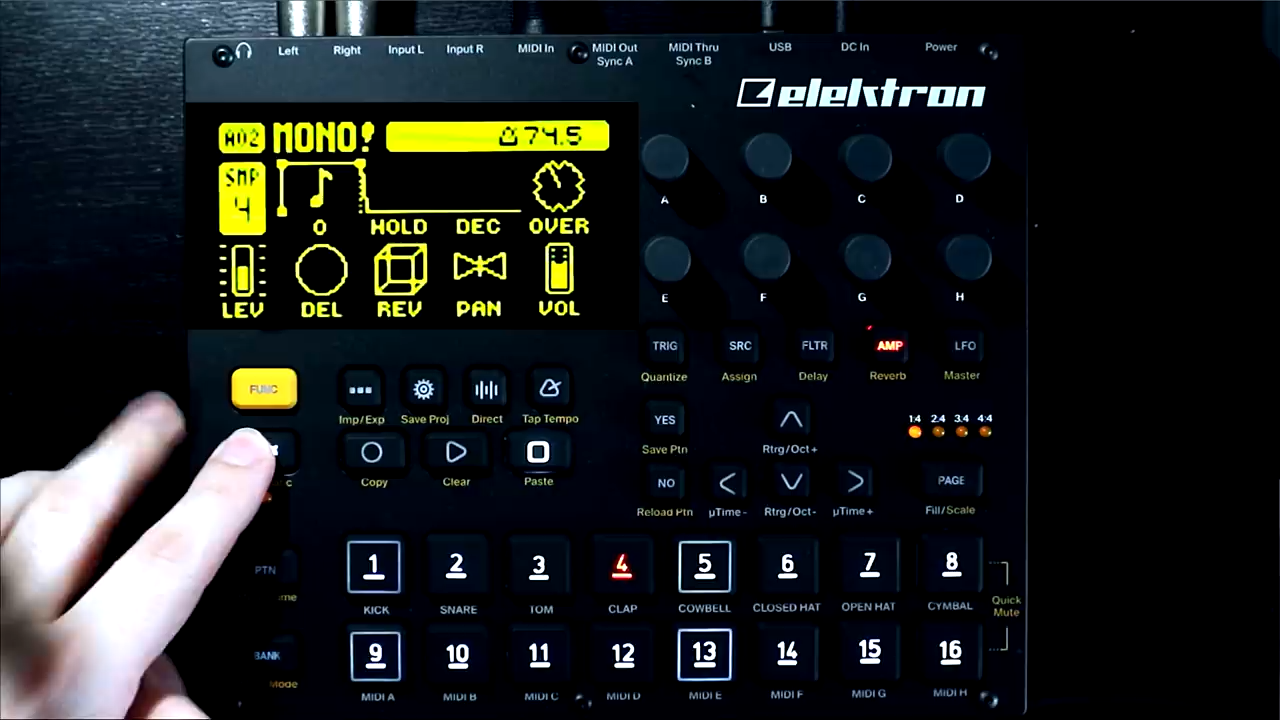 Left Right Input L Input R MIDI In MIDI Out MIDI Thru USB DC In Power
Sync A Sync B
elektron
A02 MONO! 74.5
SMP
4
0 HOLD DEC OVER
LEV DEL REV PAN VOL
A B C D
E F G H
TRIG SRC FLTR AMP LFO
Quantize Assign Delay Reverb Master
FUNC
Imp/Exp Save Proj Direct Tap Tempo
YES
Save Ptn Rtrg/Oct+
1:4 2:4 3:4 4:4
Copy Clear Paste
NO PAGE
Reload Ptn µTime- Rtrg/Oct- µTime+ Fill/Scale
PTN
BANK
1 2 3 4 5 6 7 8
KICK SNARE TOM CLAP COWBELL CLOSED HAT OPEN HAT CYMBAL
Quick
Mute
9 10 11 12 13 14 15 16
MIDI A MIDI B MIDI C MIDI D MIDI E MIDI F MIDI G MIDI H